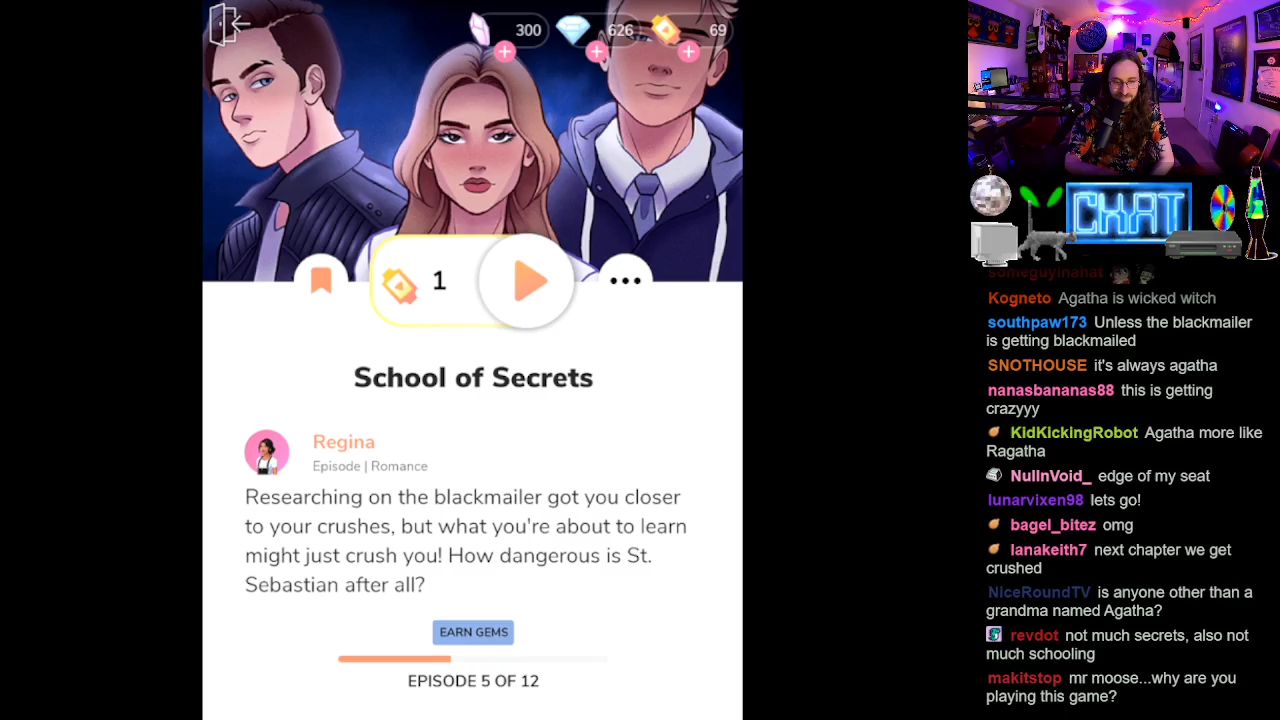 300
626
69
1
School of Secrets
Regina
Episode | Romance
Researching on the blackmailer got you closer
to your crushes, but what you're about to learn
might just crush you! How dangerous is St.
Sebastian after all?
EARN GEMS
EPISODE 5 OF 12
CHAT
someguyinahat
Kogneto Agatha is wicked witch
southpaw173 Unless the blackmailer
is getting blackmailed
SNOTHOUSE it's always agatha
nanasbananas88 this is getting
crazyyy
KidKickingRobot Agatha more like
Ragatha
NullnVoid_ edge of my seat
lunarvixen98 lets go!
bagel_bitez omg
lanakeith7 next chapter we get
crushed
NiceRoundTV is anyone other than a
grandma named Agatha?
revdot not much secrets, also not
much schooling
makitstop mr moose...why are you
playing this game?